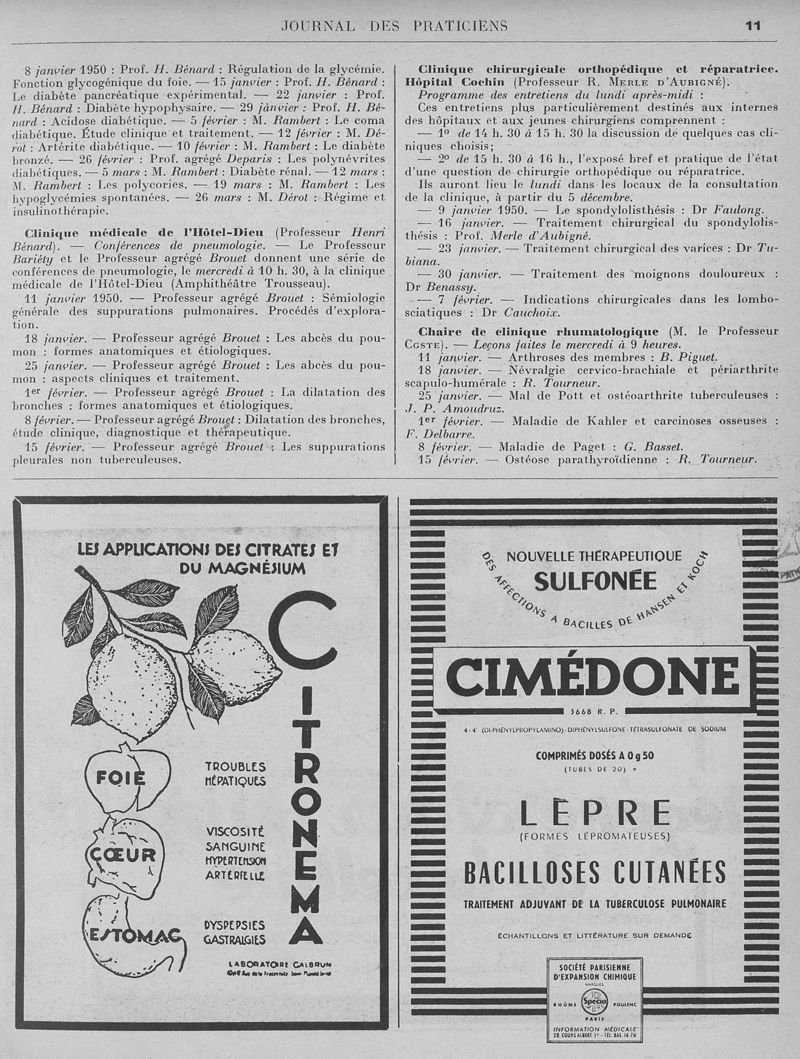 JOURNAL DES PRATICIENS 11
8 janvier 1950 : Prof. H. Bénard : Régulation de la glycémie.
Fonction glycogénique du foie. — 15 janvier : Prof. H. Bénard :
Le diabète pancréatique expérimental. — 22 janvier : Prof.
H. Bénard : Diabète hypophysaire. — 29 janvier : Prof. H. Bé-
nard : Acidose diabétique. — 5 février : M. Rambert : Le coma
diabétique. Étude clinique et traitement. — 12 février : M. Dé-
rot : Artérite diabétique. — 10 février : M. Rambert : Le diabète
bronzé. — 26 février : Prof. agrégé Deparis : Les polynévrites
diabétiques. — 5 mars : M. Rambert : Diabète rénal. — 12 mars :
M. Rambert : Les polycories. — 19 mars : M. Rambert : Les
hypoglycémies spontanées. — 26 mars : M. Dérot : Régime et
insulinothérapie.
Clinique médicale de l'Hôtel-Dieu (Professeur Henri
Bénard). — Conférences de pneumologie. — Le Professeur
Bariéty et le Professeur agrégé Brouet donnent une série de
conférences de pneumologie, le mercredi à 10 h. 30, à la clinique
médicale de l'Hôtel-Dieu (Amphithéâtre Trousseau).
11 janvier 1950. — Professeur agrégé Brouet : Sémiologie
générale des suppurations pulmonaires. Procédés d'explora-
tion.
18 janvier. — Professeur agrégé Brouet : Les abcès du pou-
mon : formes anatomiques et étiologiques.
25 janvier. — Professeur agrégé Brouet : Les abcès du pou-
mon : aspects cliniques et traitement.
1er février. — Professeur agrégé Brouet : La dilatation des
bronches : formes anatomiques et étiologiques.
8 février. — Professeur agrégé Brouet : Dilatation des bronches,
étude clinique, diagnostique et thérapeutique.
15 février. — Professeur agrégé Brouet : Les suppurations
pleurales non tuberculeuses.
Clinique chirurgicale orthopédique et réparatrice.
Hôpital Cochin (Professeur R. MERLE D'AUBIGNÉ).
Programme des entretiens du lundi après-midi :
Ces entretiens plus particulièrement destinés aux internes
des hôpitaux et aux jeunes chirurgiens comprennent :
— 1° de 14 h. 30 à 15 h. 30 la discussion de quelques cas cli-
niques choisis;
— 2° de 15 h. 30 à 16 h., l'exposé bref et pratique de l'état
d'une question de chirurgie orthopédique ou réparatrice.
Ils auront lieu le lundi dans les locaux de la consultation
de la clinique, à partir du 5 décembre.
— 9 janvier 1950. — Le spondylolisthésis : Dr Faulong.
— 16 janvier. — Traitement chirurgical du spondylolis-
thésis : Prof. Merle d'Aubigné.
— 23 janvier. — Traitement chirurgical des varices : Dr Tu-
biana.
— 30 janvier. — Traitement des moignons douloureux :
Dr Benassy.
— 7 février. — Indications chirurgicales dans les lombo-
sciatiques : Dr Cauchoix.
Chaire de clinique rhumatologique (M. le Professeur
CGSTE). — Leçons faites le mercredi à 9 heures.
11 janvier. — Arthroses des membres : B. Piguet.
18 janvier. — Névralgie cervico-brachiale et périarthrite
scapulo-humérale : R. Tourneur.
25 janvier. — Mal de Pott et ostéoarthrite tuberculeuses :
J. P. Amoudruz.
1er février. — Maladie de Kahler et carcinoses osseuses :
F. Delbarre.
8 février. — Maladie de Paget : G. Basset.
15 février. — Ostéose parathyroïdienne : R. Tourneur.
LES APPLICATIONS DES CITRATES ET
DU MAGNÉSIUM
CITRONEMA
FOIE
TROUBLES
HÉPATIQUES
CŒUR
VISCOSITÉ
SANGUINE
HYPERTENSION
ARTÉRIELLE
ESTOMAC
DYSPEPSIES
GASTRALGIES
LABORATOIRE GALBRUN
NOUVELLE THÉRAPEUTIQUE
SULFONÉE
DES AFFECTIONS A BACILLES DE HANSEN ET KOCH
CIMÉDONE
3668 R. P.
4-4' (DI-PHÉNYLPROPYLAMINO)-DIPHÉNYLSULFONE-TÉTRASULFONATE DE SODIUM
COMPRIMÉS DOSÉS A 0 g 50
(TUBES DE 20)
LÈPRE
(FORMES LÉPROMATEUSES)
BACILLOSES CUTANÉES
TRAITEMENT ADJUVANT DE LA TUBERCULOSE PULMONAIRE
ÉCHANTILLONS ET LITTÉRATURE SUR DEMANDE
SOCIÉTÉ PARISIENNE
D'EXPANSION CHIMIQUE
MARQUES
RHÔNE Specia POULENC
PARIS
INFORMATION MÉDICALE
28, COURS ALBERT 1er - TÉL. BAL. 10-70